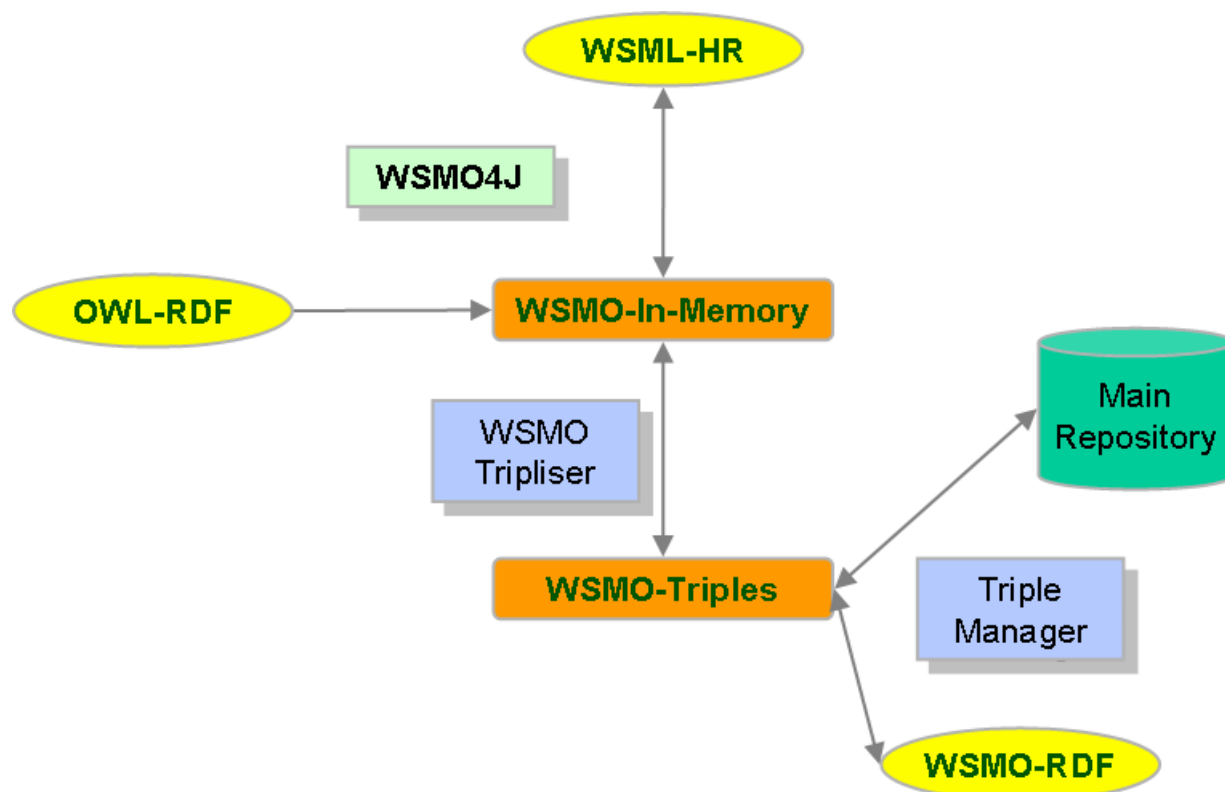 WSML-HR
WSMO4J
OWL-RDF
WSMO-In-Memory
Main
Repository
WSMO
Tripliser
WSMO-Triples
Triple
Manager
WSMO-RDF